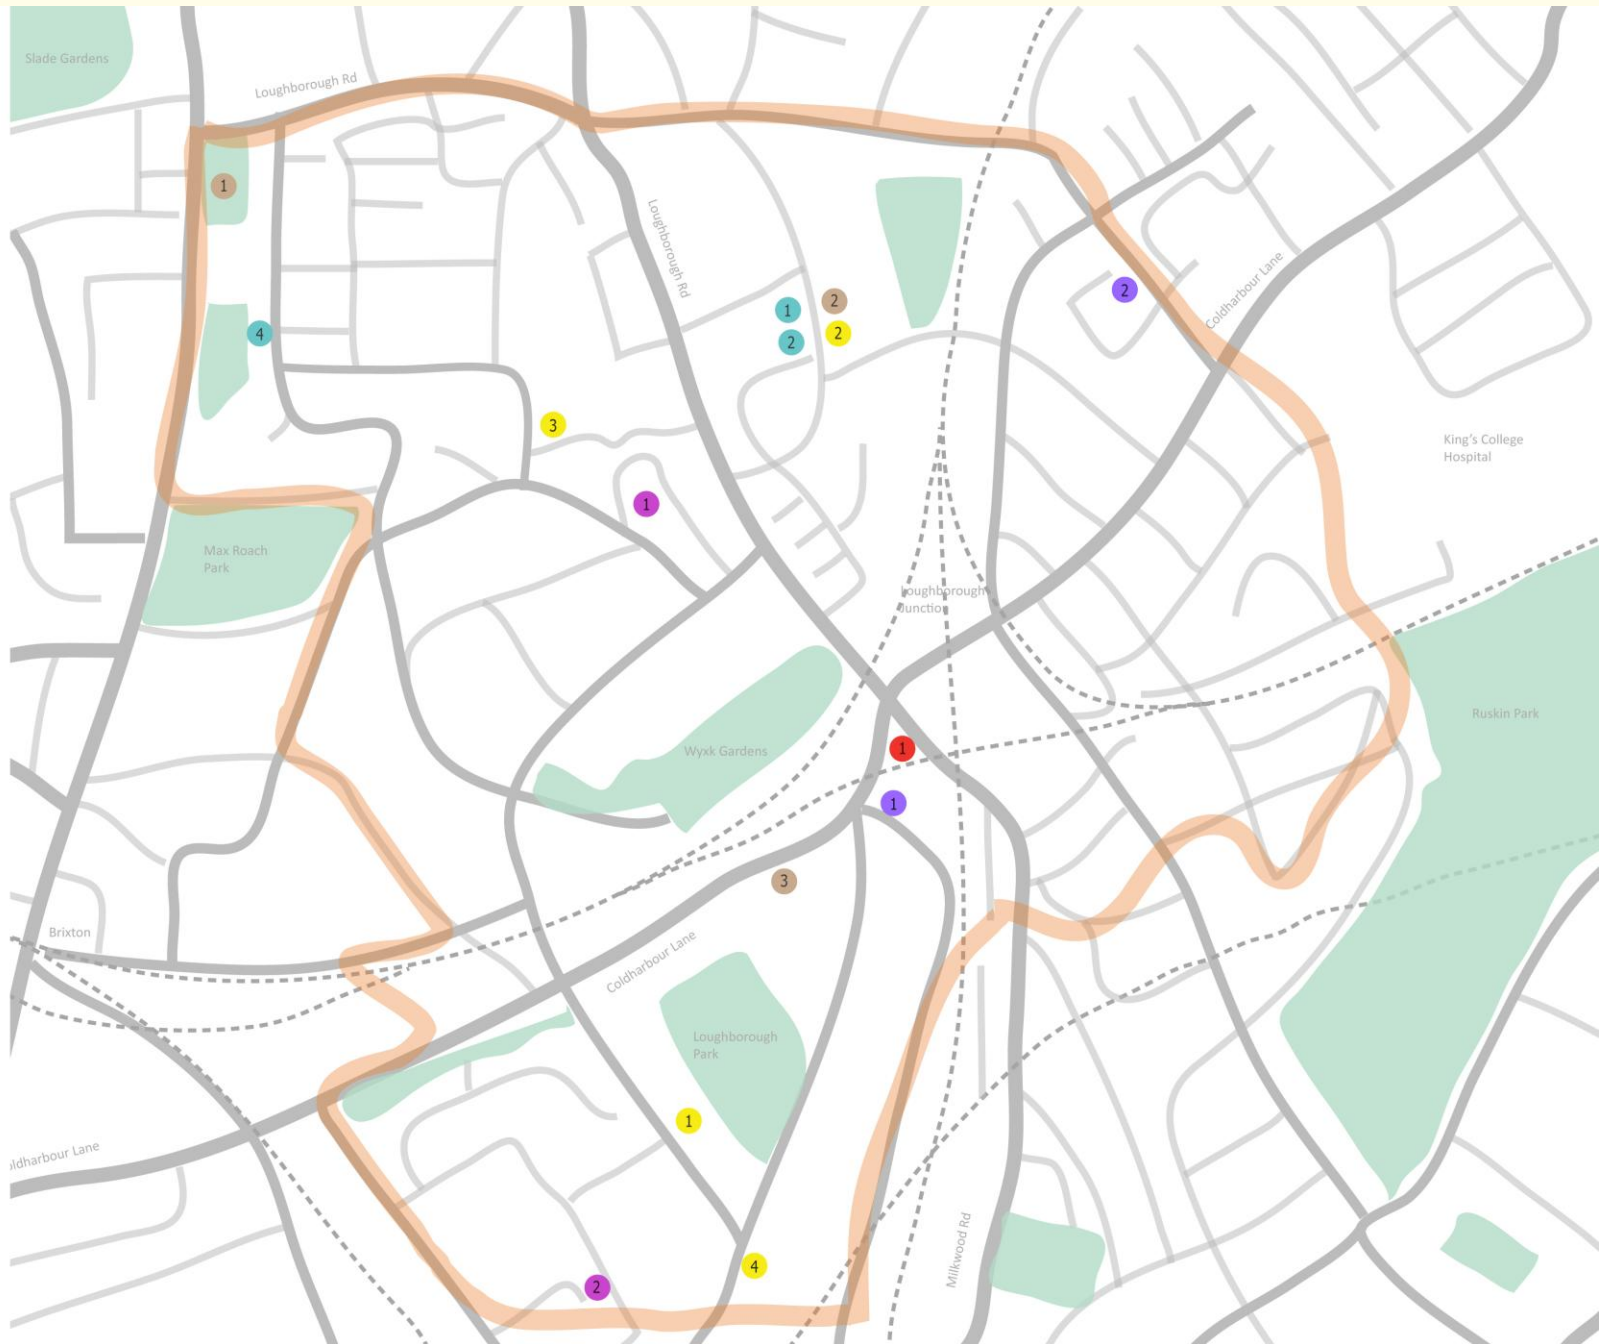 Slade Gardens
Loughborough Rd
1
Loughborough Rd
2
Coldharbour Lane
1
2
2
2
4
3
King's College
Hospital
1
Max Roach
Park
Loughborough
Junction
Ruskin Park
Wyxk Gardens
1
1
3
Brixton
Coldharbour Lane
Loughborough
Park
1
oldharbour Lane
Milkwood Rd
4
2